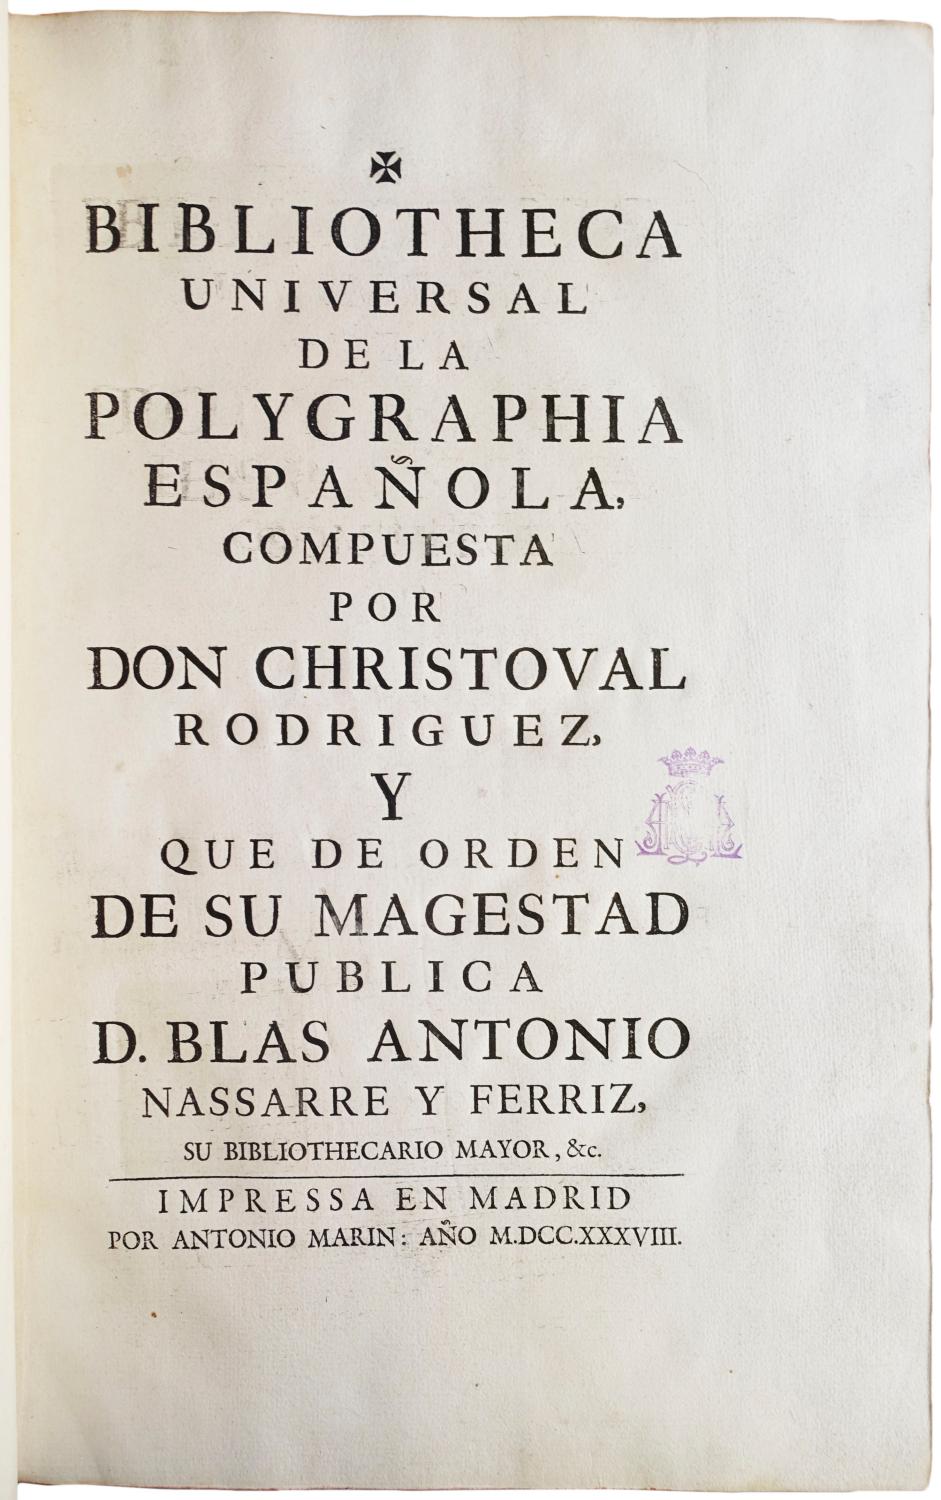 ✠
BIBLIOTHECA
UNIVERSAL
DE LA
POLYGRAPHIA
ESPAÑOLA,
COMPUESTA
POR
DON CHRISTOVAL
RODRIGUEZ,
Y
QUE DE ORDEN
DE SU MAGESTAD
PUBLICA
D. BLAS ANTONIO
NASSARRE Y FERRIZ,
SU BIBLIOTHECARIO MAYOR, &c.
IMPRESSA EN MADRID
POR ANTONIO MARIN: AÑO M.DCC.XXXVIII.